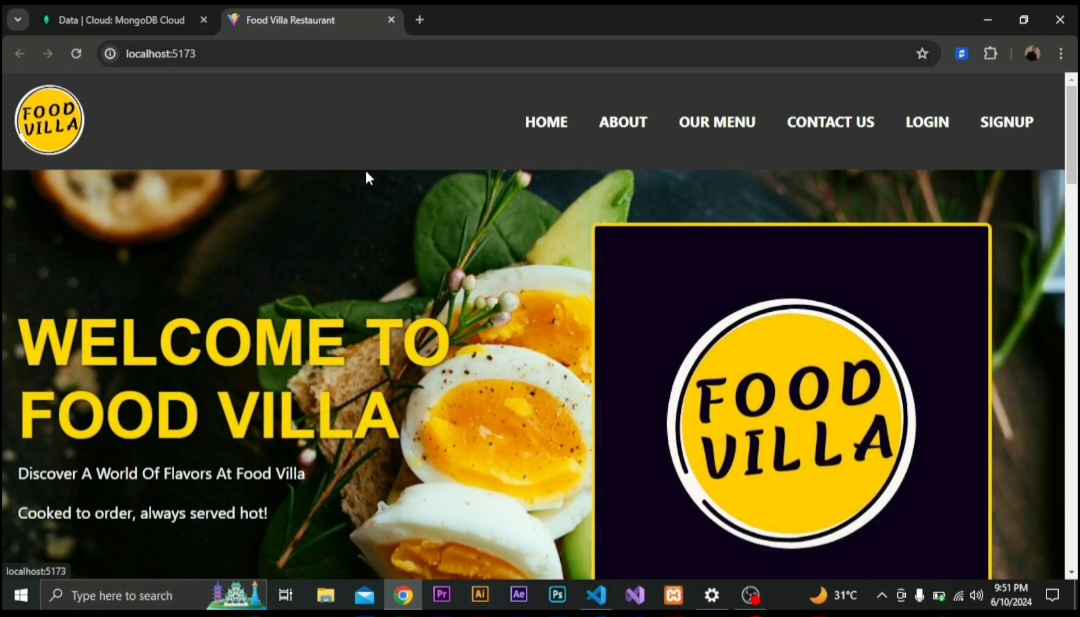 Data | Cloud: MongoDB Cloud
Food Villa Restaurant
localhost:5173
FOOD
VILLA
HOME
ABOUT
OUR MENU
CONTACT US
LOGIN
SIGNUP
WELCOME TO
FOOD VILLA
Discover A World Of Flavors At Food Villa
Cooked to order, always served hot!
FOOD
VILLA
localhost:5173
Type here to search
Pr
Ai
Ae
Ps
31°C
9:51 PM
6/10/2024